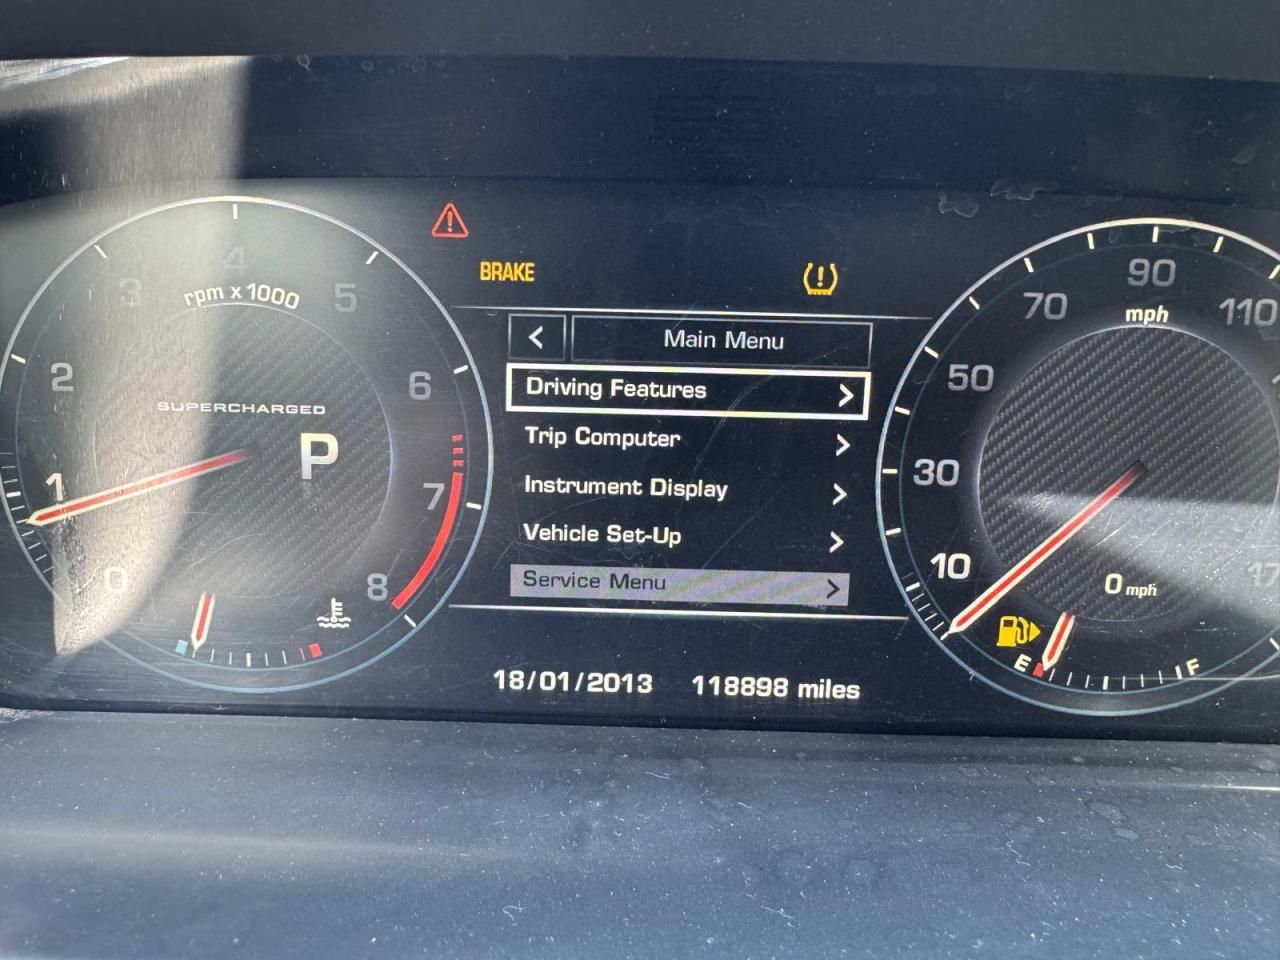 BRAKE
4
3
5
rpm x 1000
2
6
SUPERCHARGED
P
1
7
0
8
<
Main Menu
Driving Features >
Trip Computer >
Instrument Display >
Vehicle Set-Up >
Service Menu >
18/01/2013 118898 miles
90
70
110
mph
50
30
10
0 mph
E
F